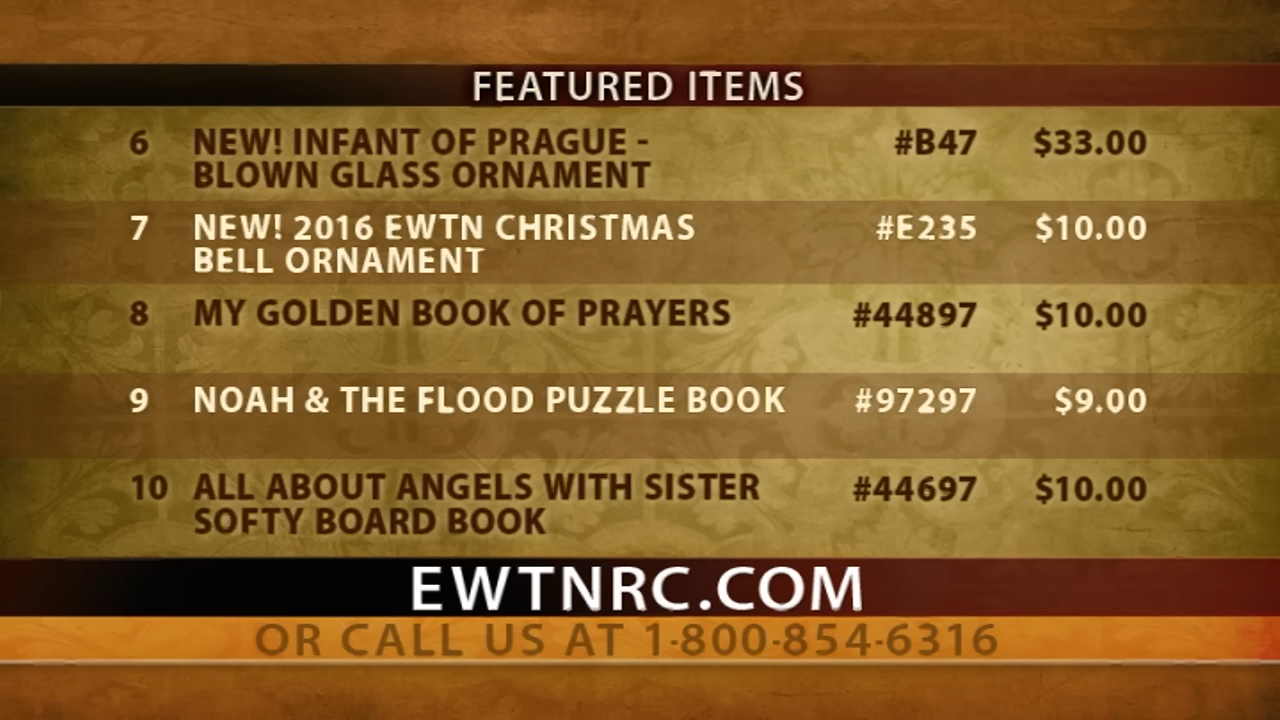 FEATURED ITEMS
6 NEW! INFANT OF PRAGUE - #B47 $33.00
BLOWN GLASS ORNAMENT
7 NEW! 2016 EWTN CHRISTMAS #E235 $10.00
BELL ORNAMENT
8 MY GOLDEN BOOK OF PRAYERS #44897 $10.00
9 NOAH & THE FLOOD PUZZLE BOOK #97297 $9.00
10 ALL ABOUT ANGELS WITH SISTER #44697 $10.00
SOFTY BOARD BOOK
EWTNRC.COM
OR CALL US AT 1-800-854-6316